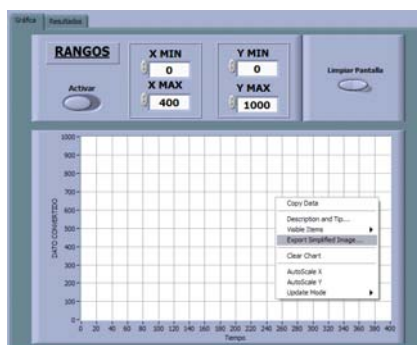 Gráfica Resultados
RANGOS
Activar
X MIN
0
X MAX
400
Y MIN
0
Y MAX
1000
Limpiar Pantalla
1000
900
800
700
600
500
400
300
200
100
0
DATO CONVERTIDO
0 20 40 60 80 100 120 140 160 180 200 220 240 260 280 300 320 340 360 380 400
Tiempo
Copy Data
Description and Tip...
Visible Items
Export Simplified Image...
Clear Chart
AutoScale X
AutoScale Y
Update Mode